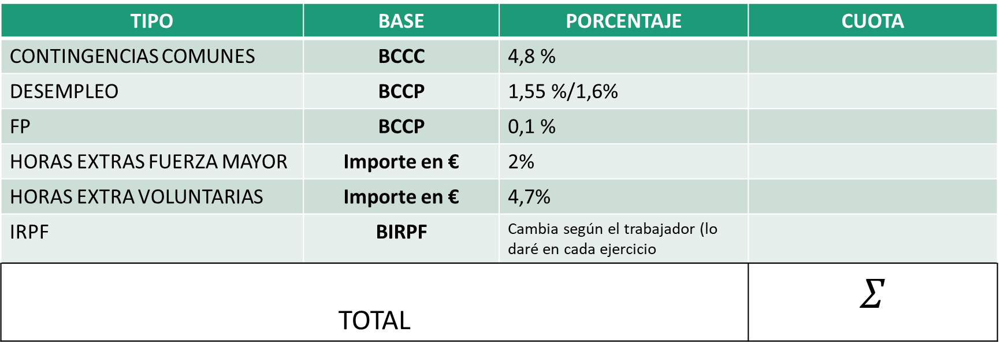 TIPO BASE PORCENTAJE CUOTA
CONTINGENCIAS COMUNES BCCC 4,8 %
DESEMPLEO BCCP 1,55 %/1,6%
FP BCCP 0,1 %
HORAS EXTRAS FUERZA MAYOR Importe en € 2%
HORAS EXTRA VOLUNTARIAS Importe en € 4,7%
IRPF BIRPF Cambia según el trabajador (lo
daré en cada ejercicio
Σ
TOTAL